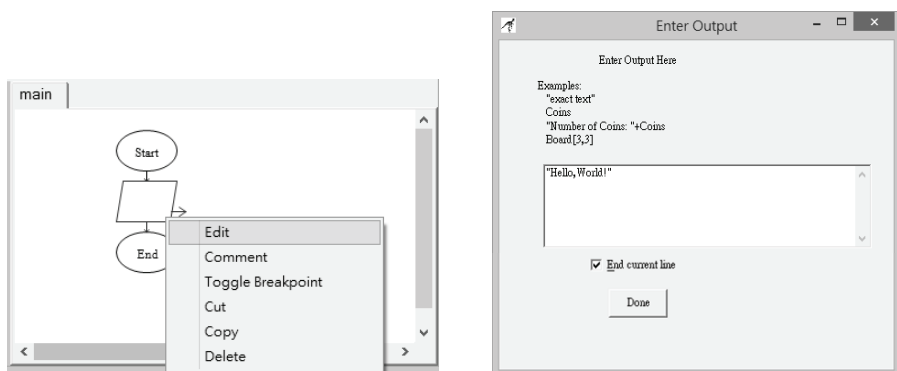 main
Start
End
Edit
Comment
Toggle Breakpoint
Cut
Copy
Delete
Enter Output
Enter Output Here
Examples:
"exact text"
Coins
"Number of Coins: "+Coins
Board[3,3]
"Hello, World!"
End current line
Done